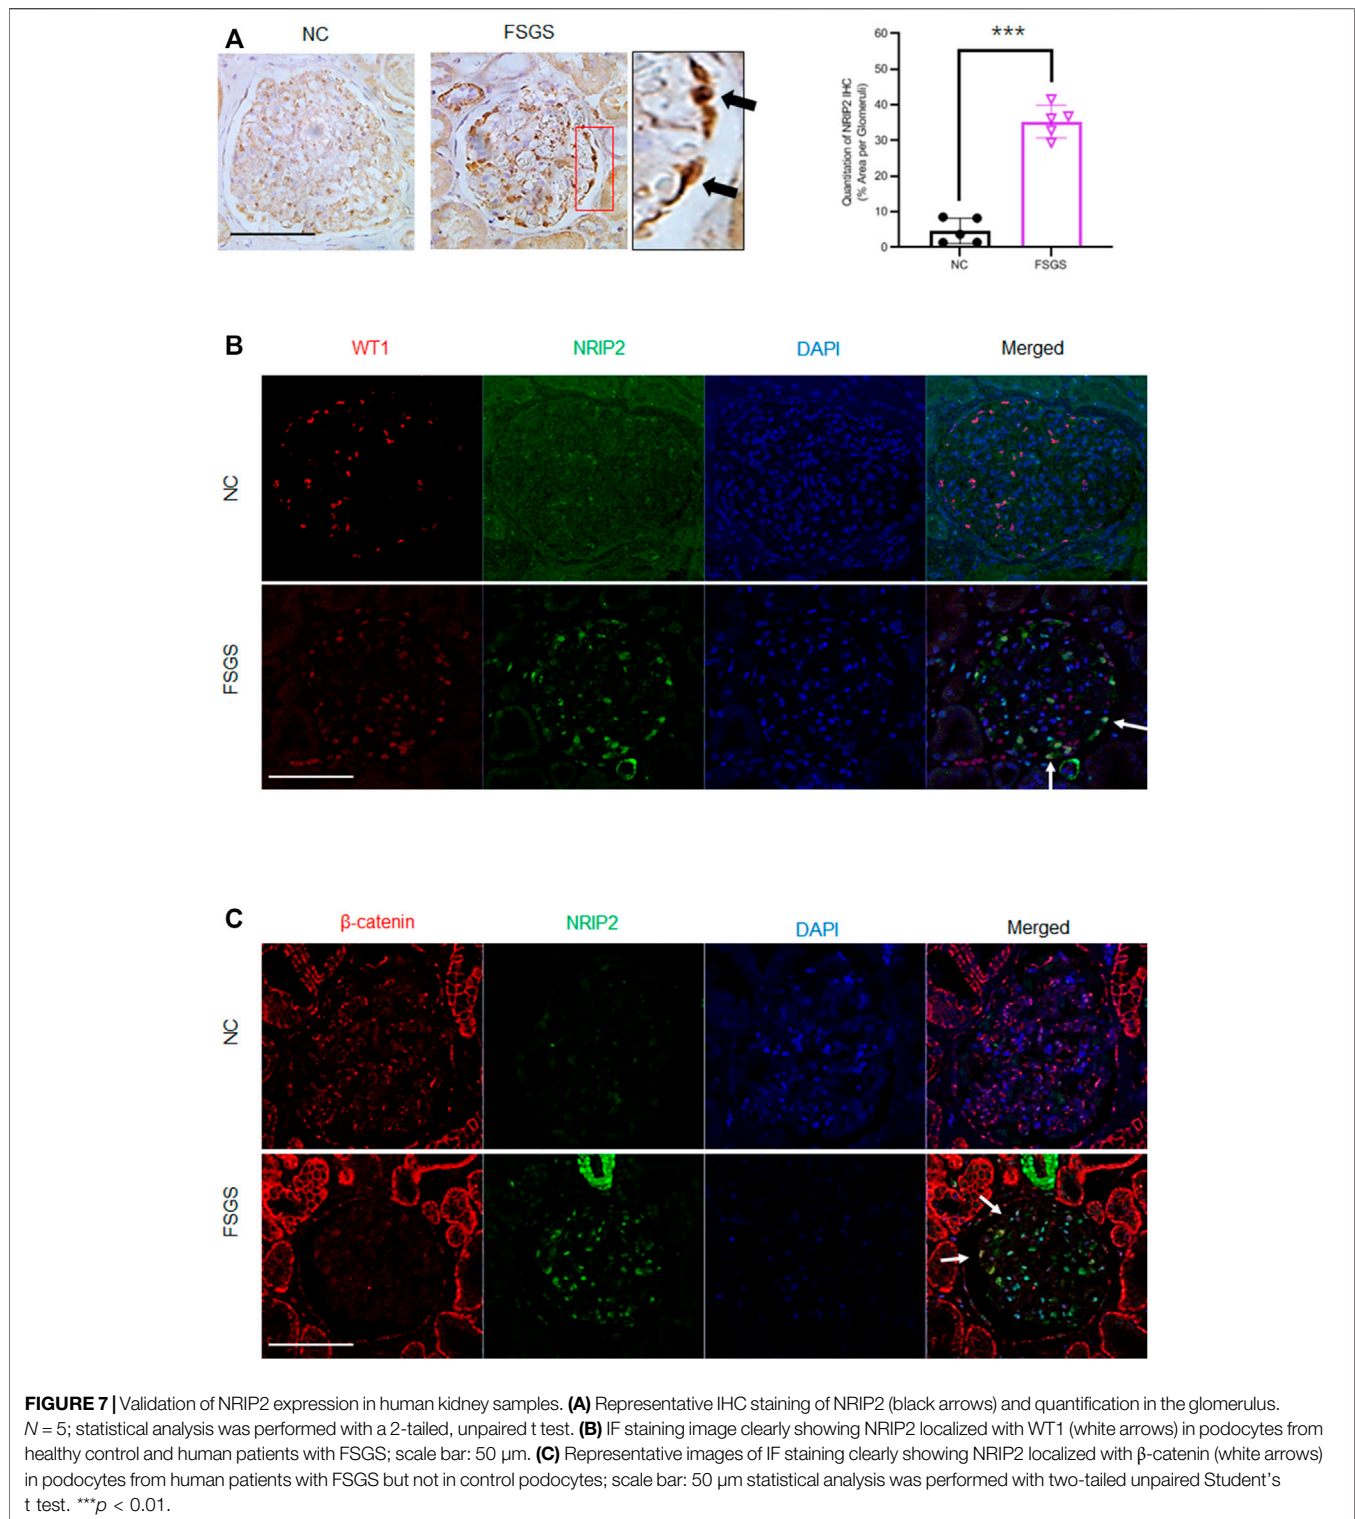 A
NC
FSGS
Quantitation of NRIP2 IHC
(% Area per Glomeruli)
60
50
40
30
20
10
0
***
NC
FSGS
B
WT1
NRIP2
DAPI
Merged
NC
FSGS
C
β-catenin
NRIP2
DAPI
Merged
NC
FSGS
FIGURE 7 | Validation of NRIP2 expression in human kidney samples. (A) Representative IHC staining of NRIP2 (black arrows) and quantification in the glomerulus.
N = 5; statistical analysis was performed with a 2-tailed, unpaired t test. (B) IF staining image clearly showing NRIP2 localized with WT1 (white arrows) in podocytes from
healthy control and human patients with FSGS; scale bar: 50 μm. (C) Representative images of IF staining clearly showing NRIP2 localized with β-catenin (white arrows)
in podocytes from human patients with FSGS but not in control podocytes; scale bar: 50 μm statistical analysis was performed with two-tailed unpaired Student's
t test. ***p < 0.01.